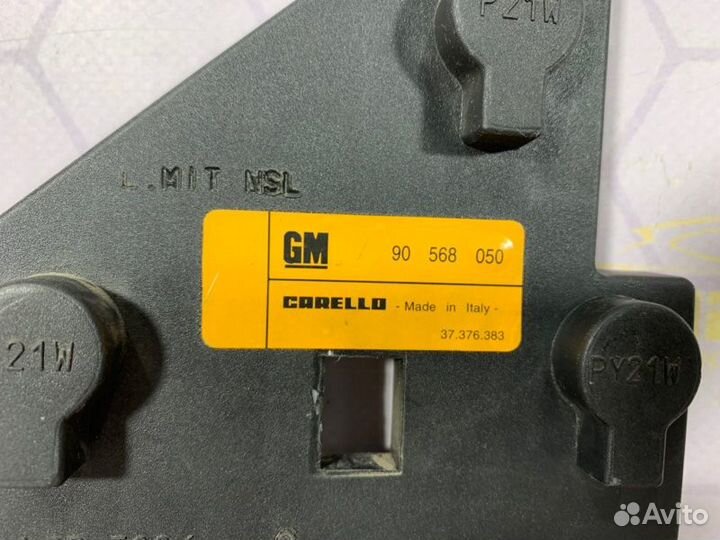 P21W
L.MIT NSL
GM 90 568 050
CARELLO - Made in Italy -
37.376.383
21W
PY21W
Avito